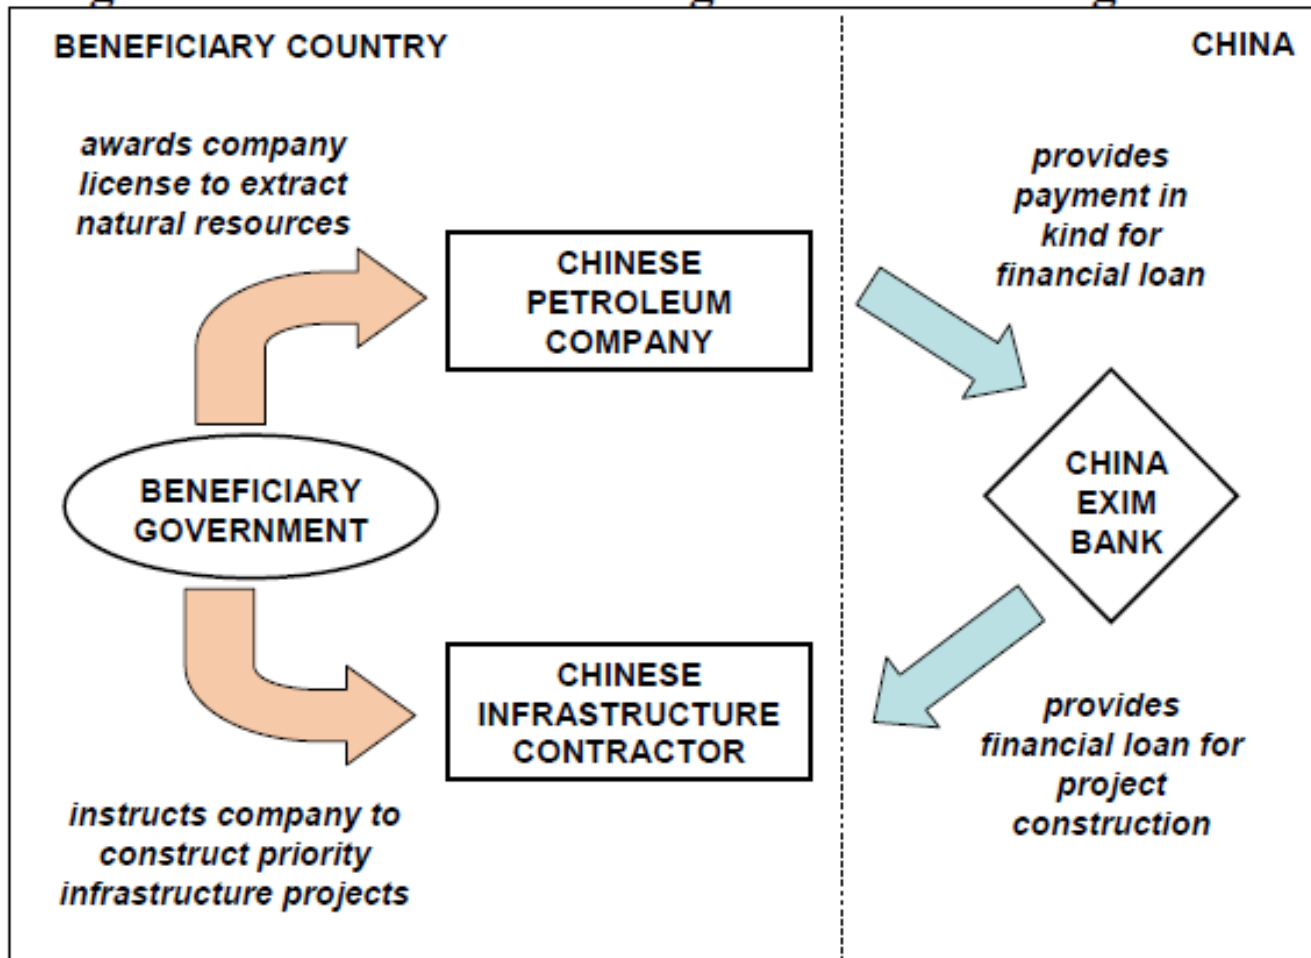 BENEFICIARY COUNTRY
CHINA
awards company
license to extract
natural resources
CHINESE
PETROLEUM
COMPANY
provides
payment in
kind for
financial loan
BENEFICIARY
GOVERNMENT
CHINA
EXIM
BANK
instructs company to
construct priority
infrastructure projects
CHINESE
INFRASTRUCTURE
CONTRACTOR
provides
financial loan for
project
construction